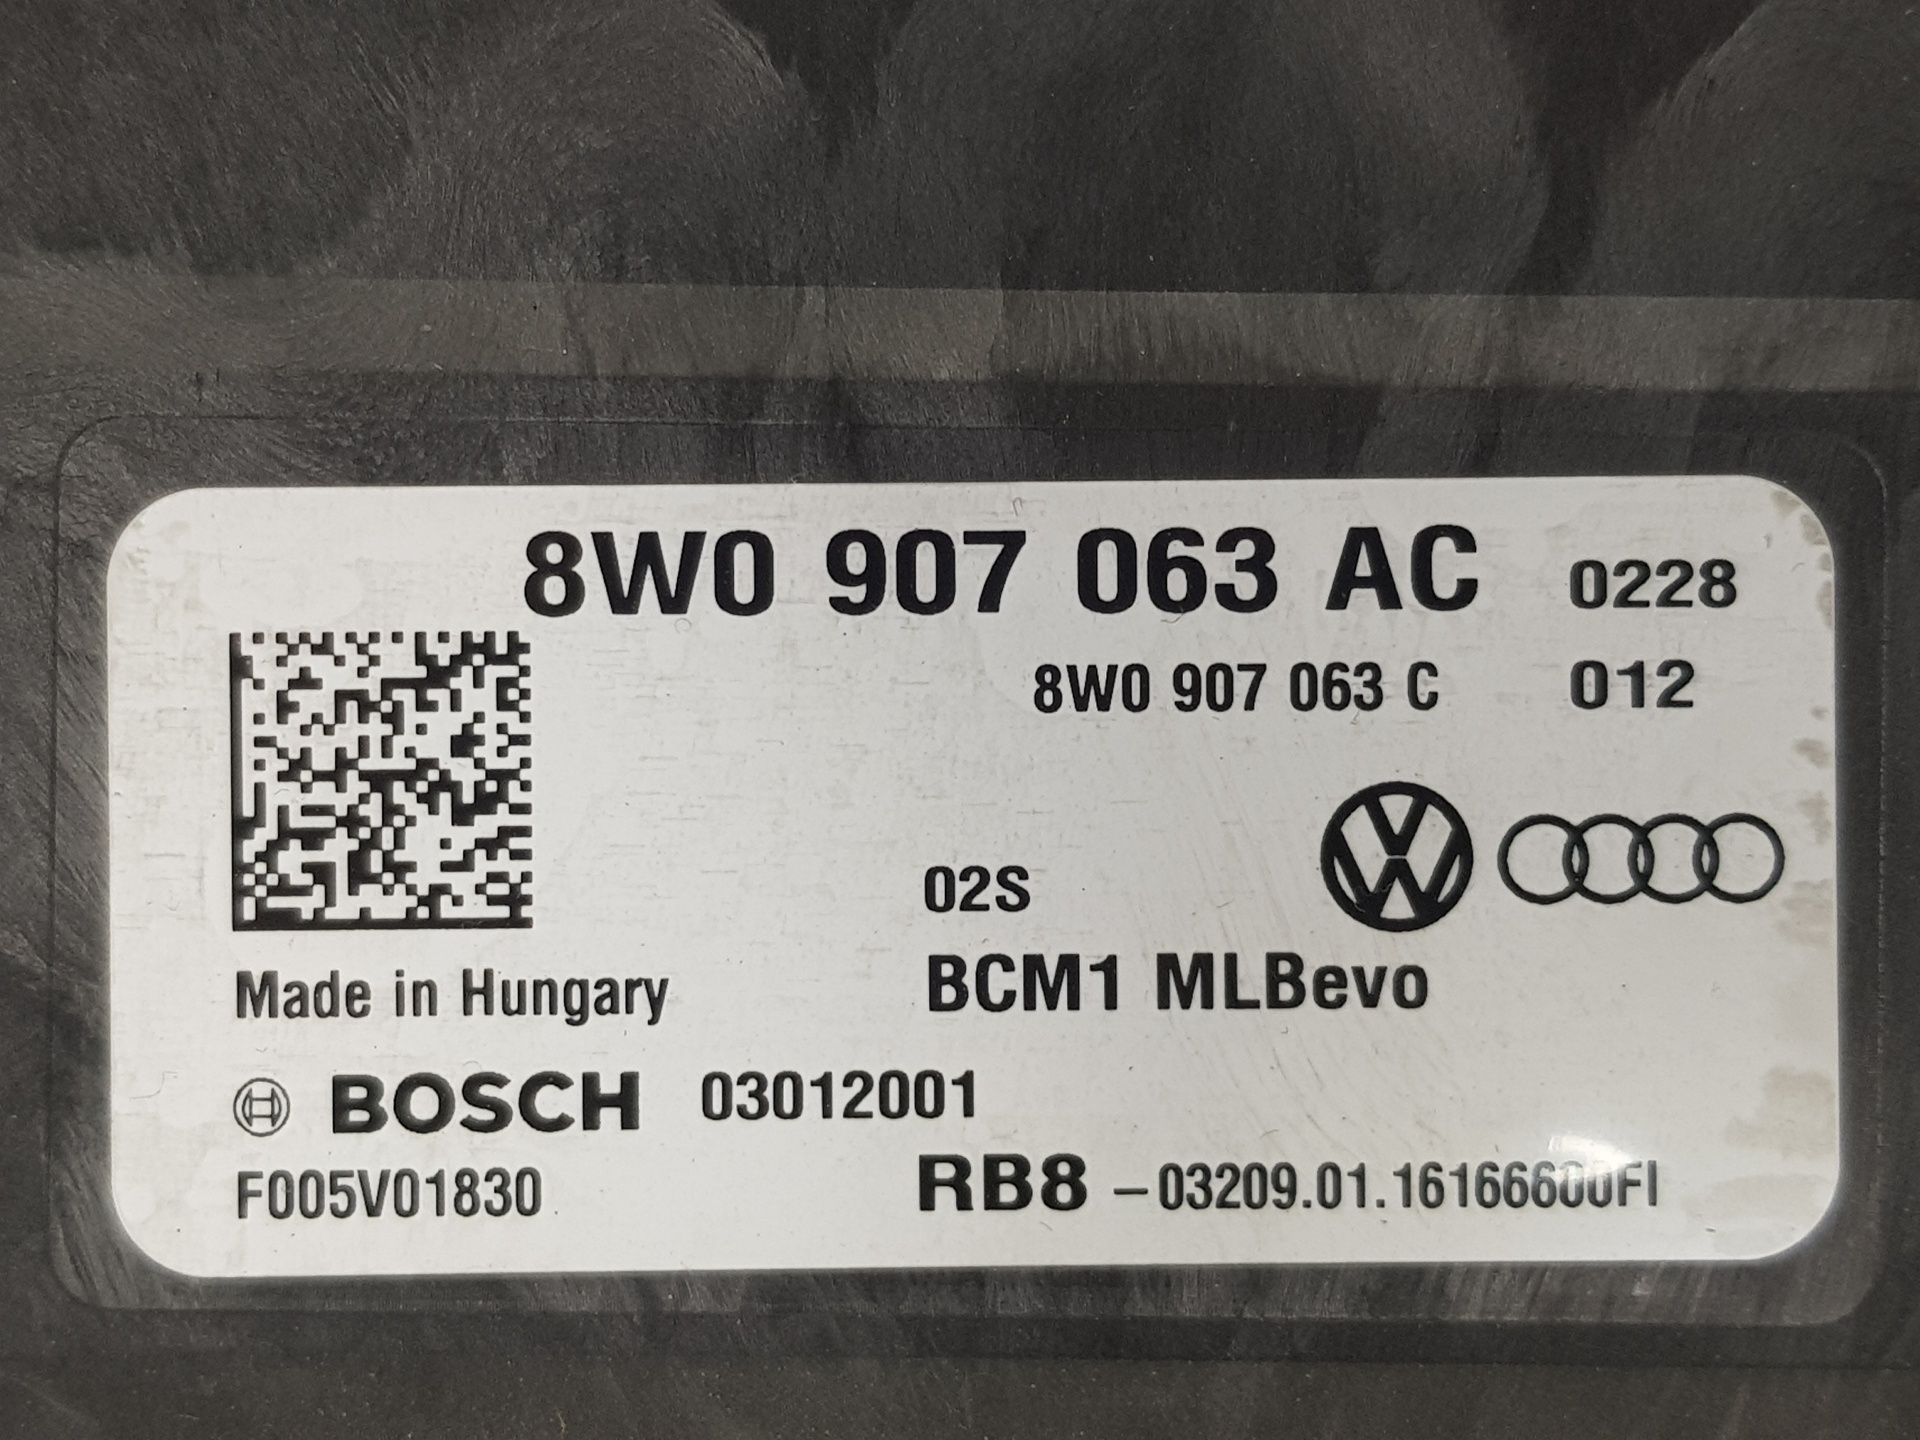 8W0 907 063 AC 0228
8W0 907 063 C 012
02S
Made in Hungary BCM1 MLBevo
BOSCH 03012001
F005V01830 RB8 –03209.01.16166600FI